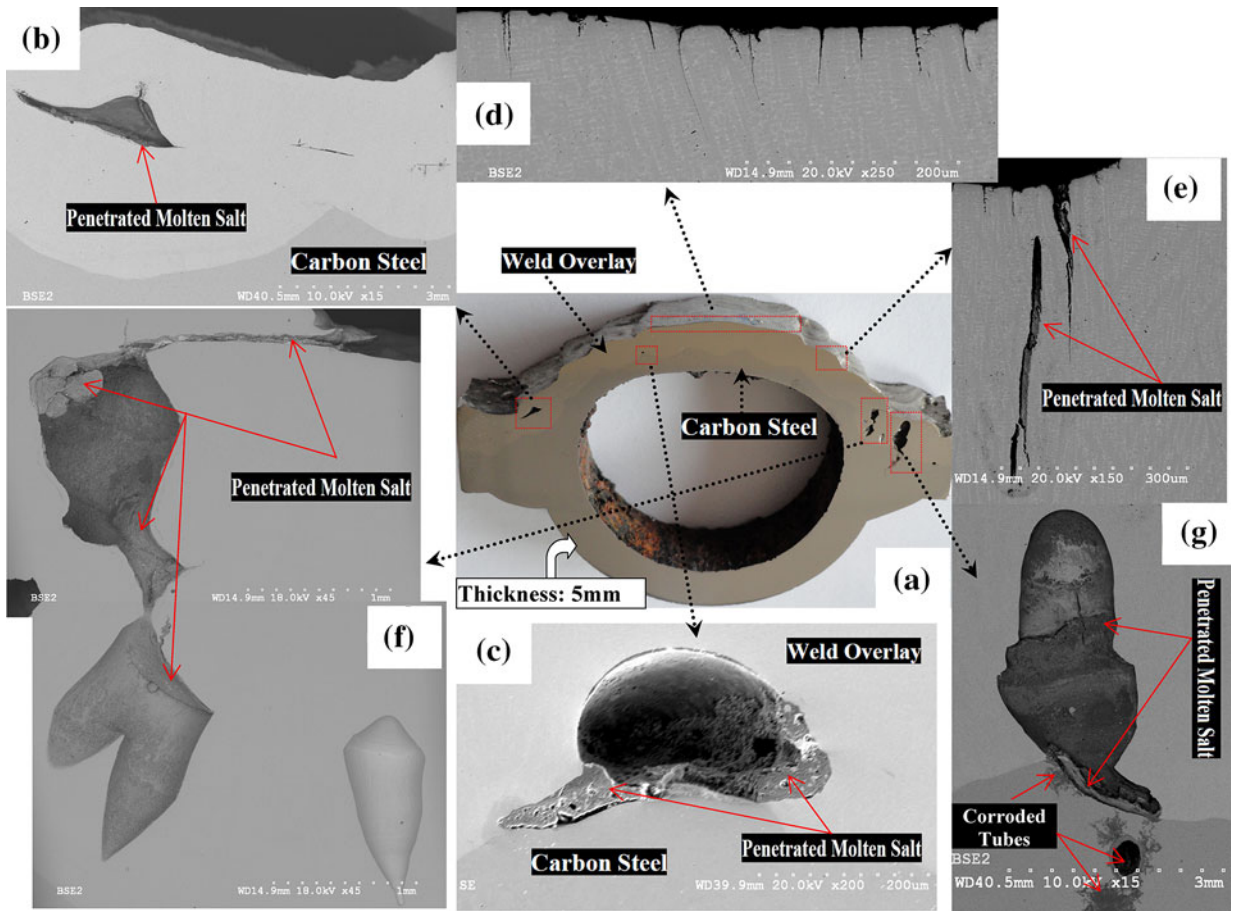 (b)
Penetrated Molten Salt
Carbon Steel
BSE2
WD40.5mm 10.0kV x15
3mm
(d)
BSE2
WD14.9mm 20.0kV x250
200um
(e)
Penetrated Molten Salt
WD14.9mm 20.0kV x150
300um
Weld Overlay
Carbon Steel
Thickness: 5mm
(a)
Penetrated Molten Salt
WD14.9mm 18.0kV x45
1mm
(f)
BSE2
WD14.9mm 18.0kV x45
1mm
(c)
Weld Overlay
Penetrated Molten Salt
Carbon Steel
SE
WD39.9mm 20.0kV x200
200um
(g)
Penetrated Molten Salt
Corroded
Tubes
BSE2
WD40.5mm 10.0kV x15
3mm